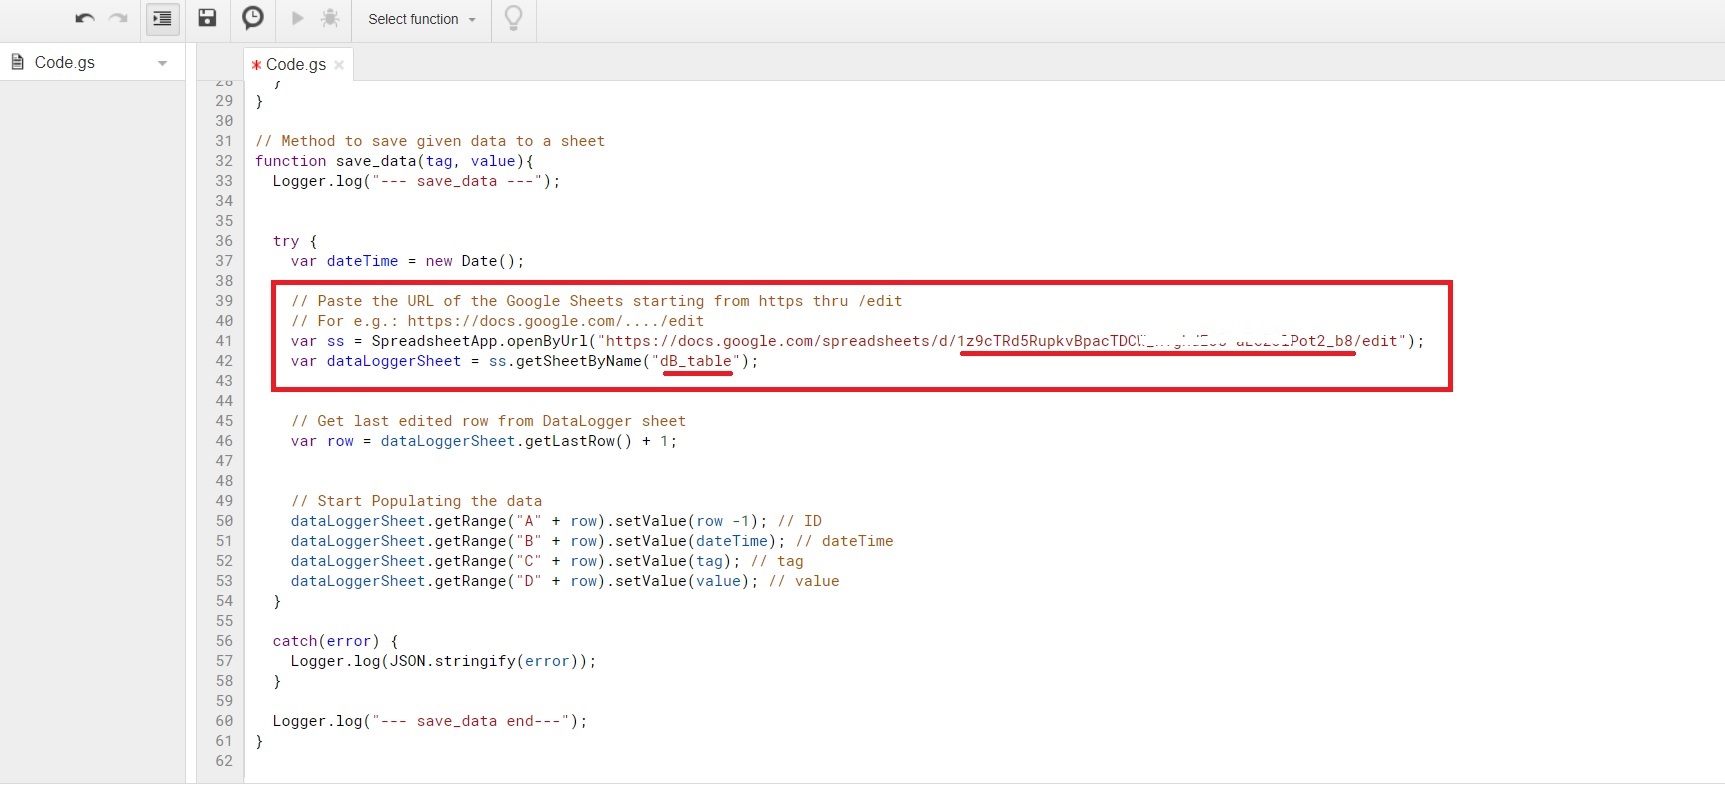 Select function
Code.gs
* Code.gs ×
28 }
29 }
30
31 // Method to save given data to a sheet
32 function save_data(tag, value){
33 Logger.log("--- save_data ---");
34
35
36 try {
37 var dateTime = new Date();
38
39 // Paste the URL of the Google Sheets starting from https thru /edit
40 // For e.g.: https://docs.google.com/..../edit
41 var ss = SpreadsheetApp.openByUrl("https://docs.google.com/spreadsheets/d/1z9cTRd5RupkvBpacTDC Pot2_b8/edit");
42 var dataLoggerSheet = ss.getSheetByName("dB_table");
43
44
45 // Get last edited row from DataLogger sheet
46 var row = dataLoggerSheet.getLastRow() + 1;
47
48
49 // Start Populating the data
50 dataLoggerSheet.getRange("A" + row).setValue(row -1); // ID
51 dataLoggerSheet.getRange("B" + row).setValue(dateTime); // dateTime
52 dataLoggerSheet.getRange("C" + row).setValue(tag); // tag
53 dataLoggerSheet.getRange("D" + row).setValue(value); // value
54 }
55
56 catch(error) {
57 Logger.log(JSON.stringify(error));
58 }
59
60 Logger.log("--- save_data end---");
61 }
62